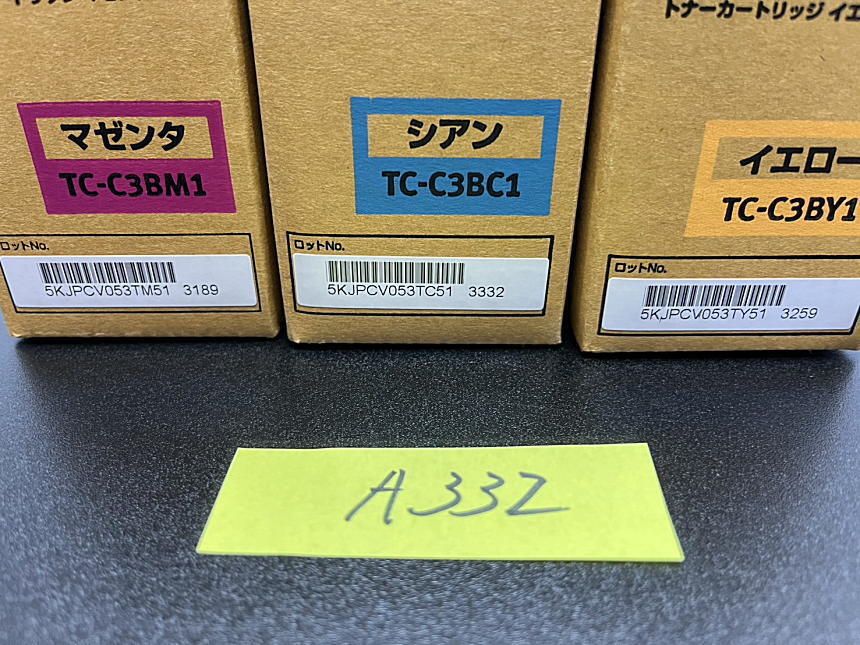 トナーカートリッジ イエ
マゼンタ
TC-C3BM1
ロットNo.
5KJPCV053TM51 3189
シアン
TC-C3BC1
ロットNo.
5KJPCV053TC51 3332
イエロー
TC-C3BY1
ロットNo.
5KJPCV053TY51 3259
A332